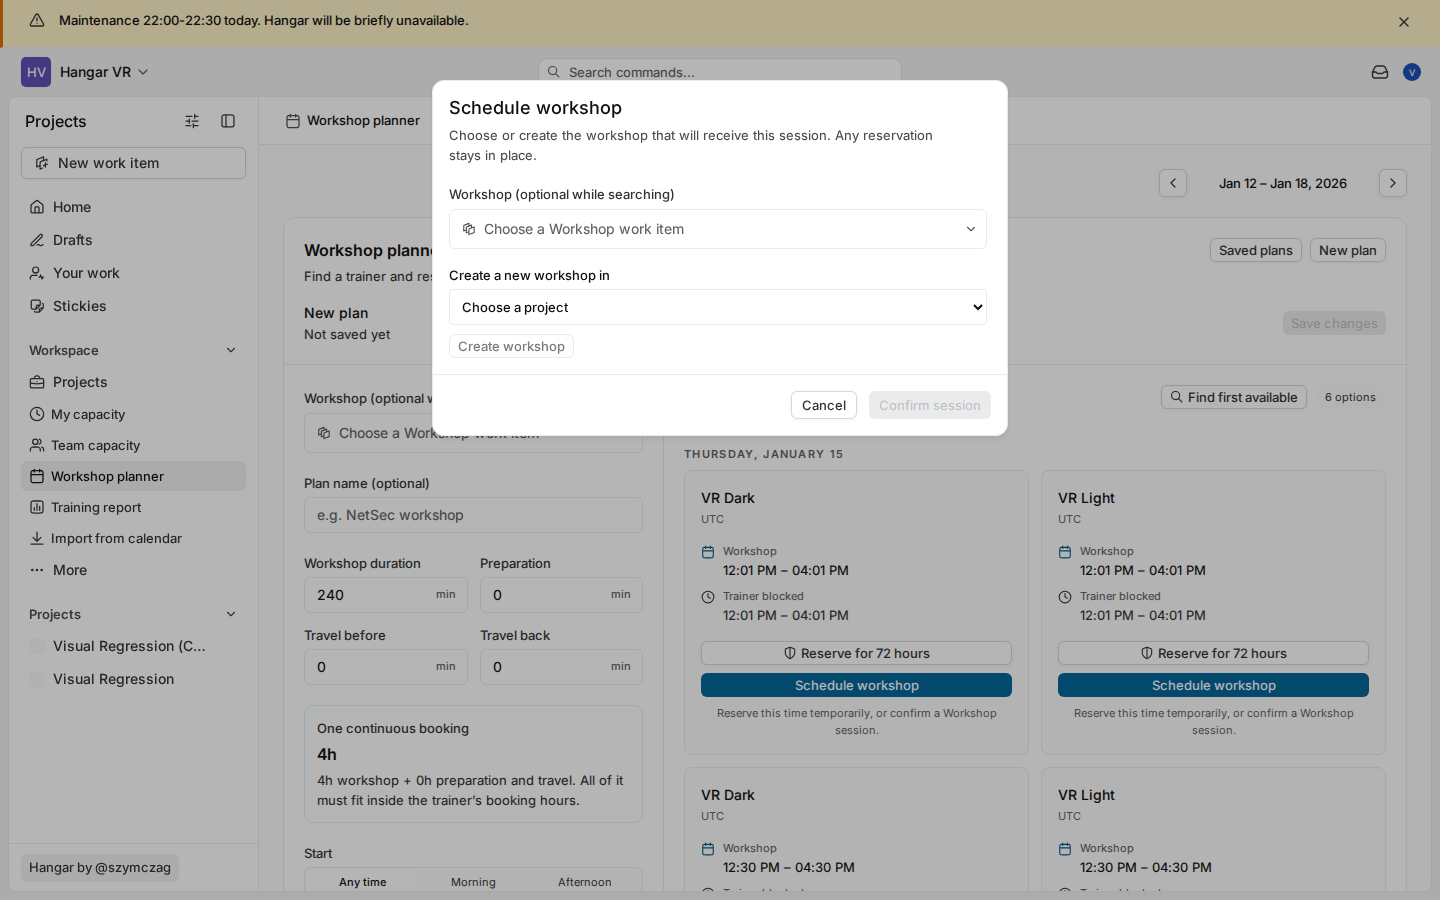 Maintenance 22:00-22:30 today. Hangar will be briefly unavailable.
HV
Hangar VR
Search commands...
V
Projects
New work item
Home
Drafts
Your work
Stickies
Workspace
Projects
My capacity
Team capacity
Workshop planner
Training report
Import from calendar
More
Projects
Visual Regression (C...
Visual Regression
Hangar by @szymczag
Workshop planner
Jan 12 – Jan 18, 2026
Saved plans
New plan
Find a trainer and
New plan
Not saved yet
Save changes
Schedule workshop
Choose or create the workshop that will receive this session. Any reservation
stays in place.
Workshop (optional while searching)
Choose a Workshop work item
Create a new workshop in
Choose a project
Create workshop
Cancel
Confirm session
Workshop (optional
Choose a Workshop work item
Plan name (optional)
e.g. NetSec workshop
Workshop duration
Preparation
240 min
0 min
Travel before
Travel back
0 min
0 min
One continuous booking
4h
4h workshop + 0h preparation and travel. All of it
must fit inside the trainer's booking hours.
Start
Any time
Morning
Afternoon
Find first available
6 options
THURSDAY, JANUARY 15
VR Dark
UTC
Workshop
12:01 PM – 04:01 PM
Trainer blocked
12:01 PM – 04:01 PM
Reserve for 72 hours
Schedule workshop
Reserve this time temporarily, or confirm a Workshop
session.
VR Light
UTC
Workshop
12:01 PM – 04:01 PM
Trainer blocked
12:01 PM – 04:01 PM
Reserve for 72 hours
Schedule workshop
Reserve this time temporarily, or confirm a Workshop
session.
VR Dark
UTC
Workshop
12:30 PM – 04:30 PM
VR Light
UTC
Workshop
12:30 PM – 04:30 PM